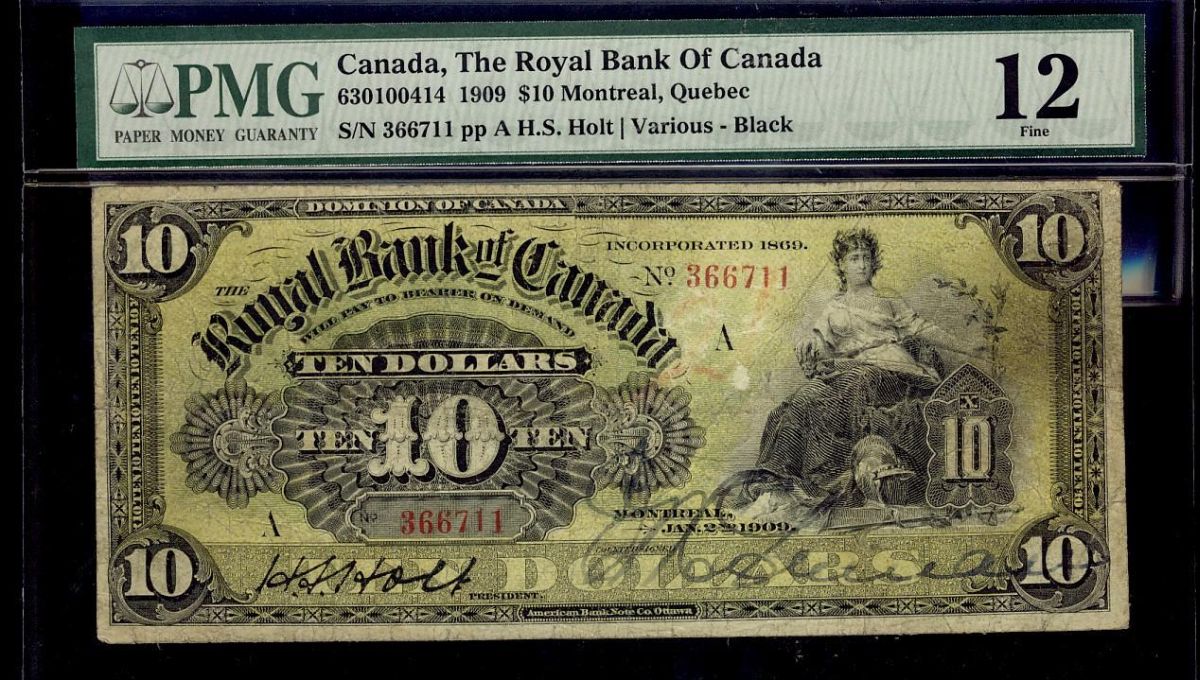 PMG
PAPER MONEY GUARANTY
Canada, The Royal Bank Of Canada
630100414 1909 $10 Montreal, Quebec
S/N 366711 pp A H.S. Holt | Various - Black
12
Fine
DOMINION OF CANADA
10
10
INCORPORATED 1869.
THE
Royal Bank of Canada
Nº 366711
WILL PAY TO BEARER ON DEMAND
A
TEN DOLLARS
TEN 10 TEN
X
10
A
Nº 366711
MONTREAL,
JAN. 2ND 1909.
COUNTERSIGNED
10
H S Holt
PRESIDENT.
TEN DOLLARS
10
American Bank Note Co. Ottawa